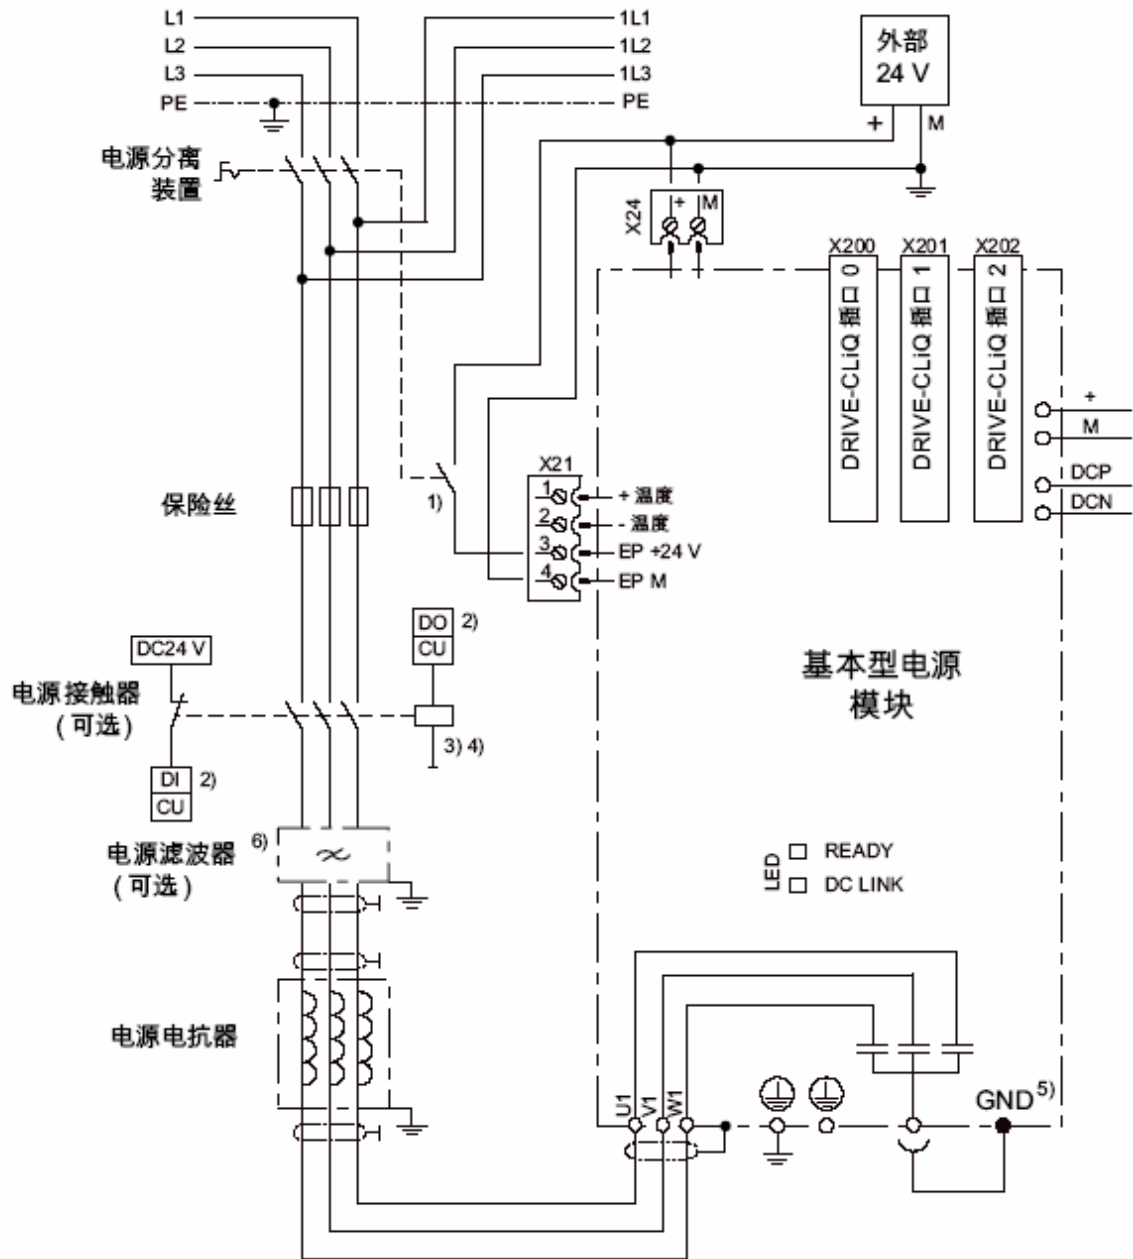 L1
1L1
L2
1L2
L3
1L3
PE
PE
外部
24 V
+
M
电源分离
装置
X24
+
M
X200
X201
X202
DRIVE-CLiQ 插口 0
DRIVE-CLiQ 插口 1
DRIVE-CLiQ 插口 2
+
M
DCP
DCN
X21
1
+ 温度
2
- 温度
3
EP +24 V
4
EP M
1)
保险丝
DO
CU
2)
DC24 V
电源接触器
(可选)
3) 4)
DI
CU
2)
基本型电源
模块
6)
电源滤波器
(可选)
LED
READY
DC LINK
电源电抗器
U1
V1
W1
GND 5)